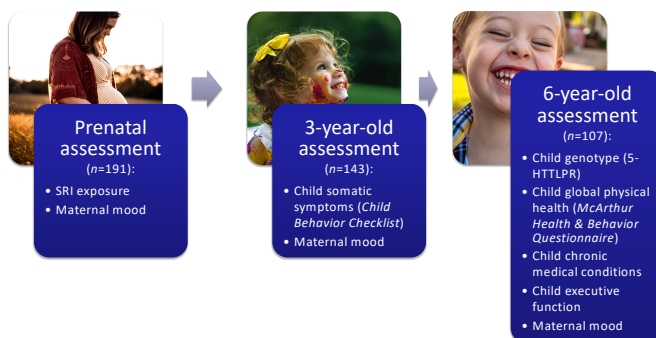 Prenatal
assessment
(n=191):
• SRI exposure
• Maternal mood
3-year-old
assessment
(n=143):
• Child somatic
symptoms (Child
Behavior Checklist)
• Maternal mood
6-year-old
assessment
(n=107):
• Child genotype (5-
HTTLPR)
• Child global physical
health (McArthur
Health & Behavior
Questionnaire)
• Child chronic
medical conditions
• Child executive
function
• Maternal mood